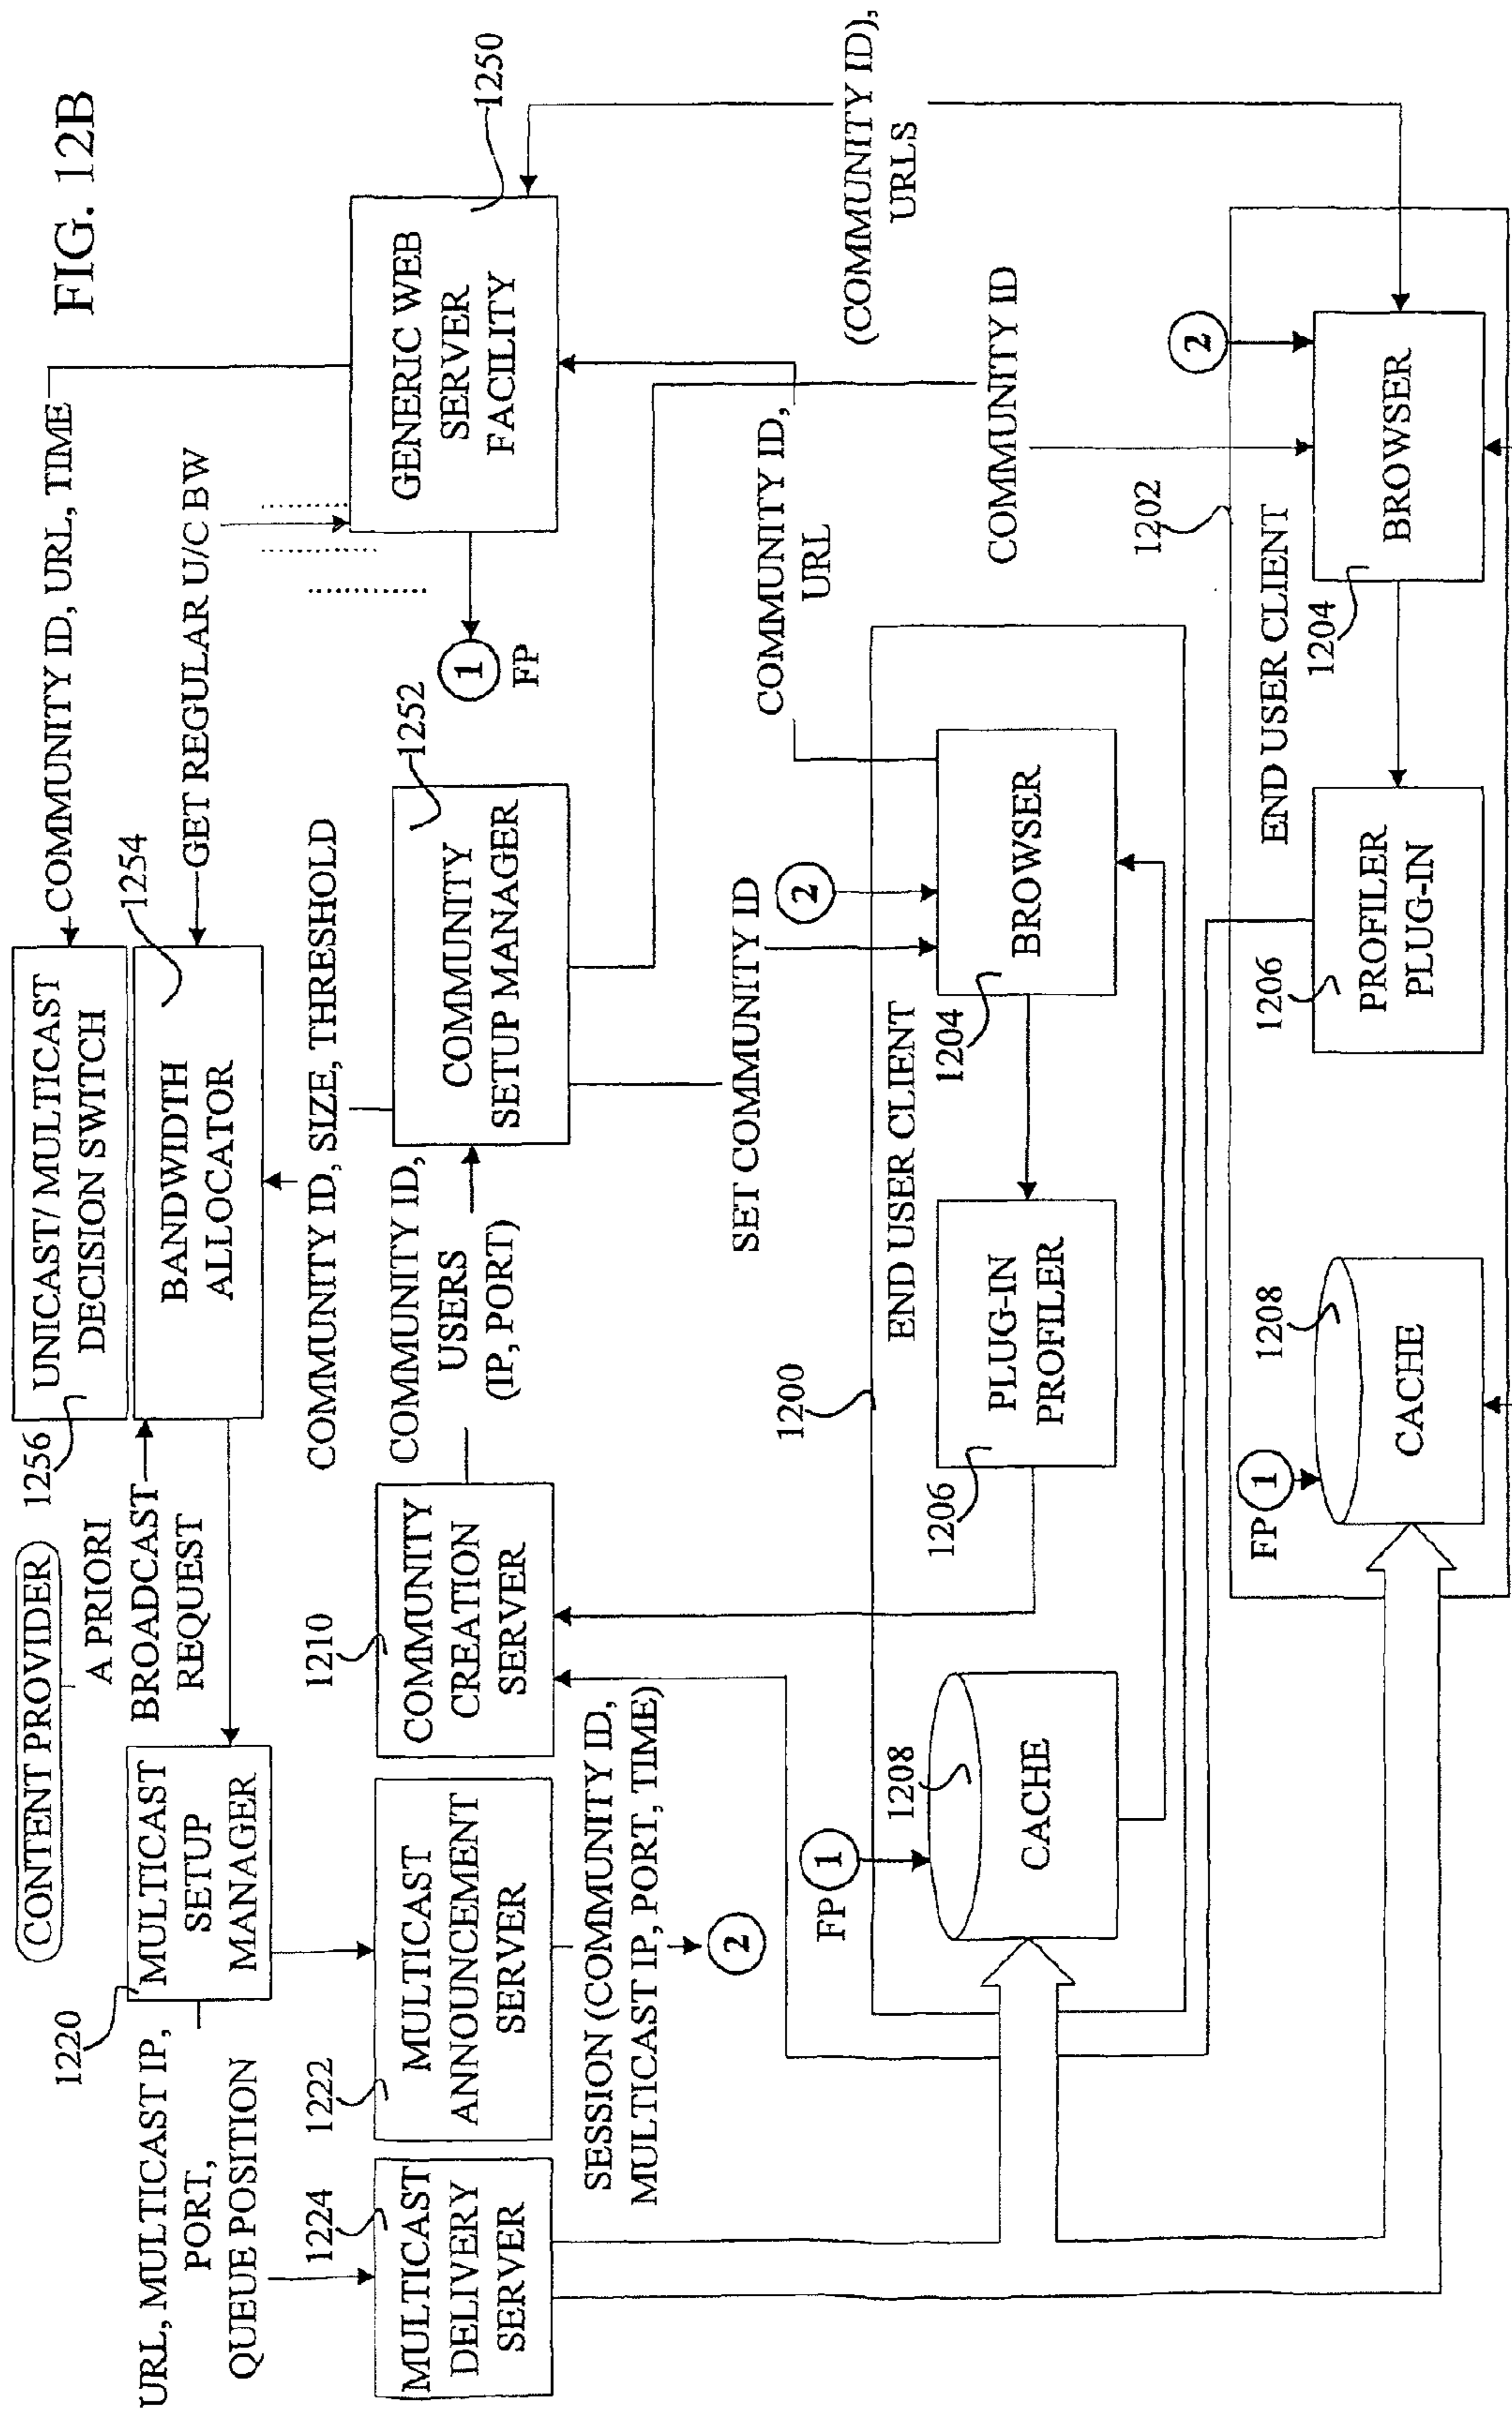 FIG. 12B
CONTENT PROVIDER
1256
UNICAST/ MULTICAST
DECISION SWITCH
COMMUNITY ID, URL, TIME
A PRIORI
BROADCAST
REQUEST
BANDWIDTH
ALLOCATOR
1254
GET REGULAR U/C BW
1220
MULTICAST
SETUP
MANAGER
URL, MULTICAST IP,
PORT,
QUEUE POSITION
COMMUNITY ID, SIZE, THRESHOLD
1224
MULTICAST
DELIVERY
SERVER
1222
MULTICAST
ANNOUNCEMENT
SERVER
1210
COMMUNITY
CREATION
SERVER
COMMUNITY ID,
USERS
(IP, PORT)
COMMUNITY
SETUP MANAGER
1252
1
FP
GENERIC WEB
SERVER
FACILITY
1250
SESSION (COMMUNITY ID,
MULTICAST IP, PORT, TIME)
2
SET COMMUNITY ID
2
COMMUNITY ID,
URL
(COMMUNITY ID),
URLS
COMMUNITY ID
1200
END USER CLIENT
FP 1
1208
CACHE
1206
PLUG-IN
PROFILER
1204
BROWSER
1202
END USER CLIENT
FP 1
1208
CACHE
1206
PROFILER
PLUG-IN
1204
BROWSER
2